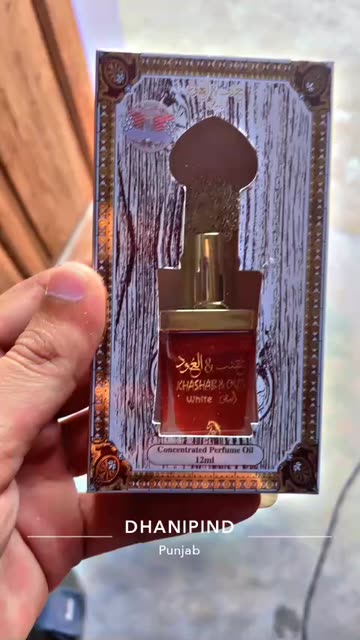 خشب & العود
KHASHAB & OUD
White
Concentrated Perfume Oil
12ml
DHANIPIND
Punjab